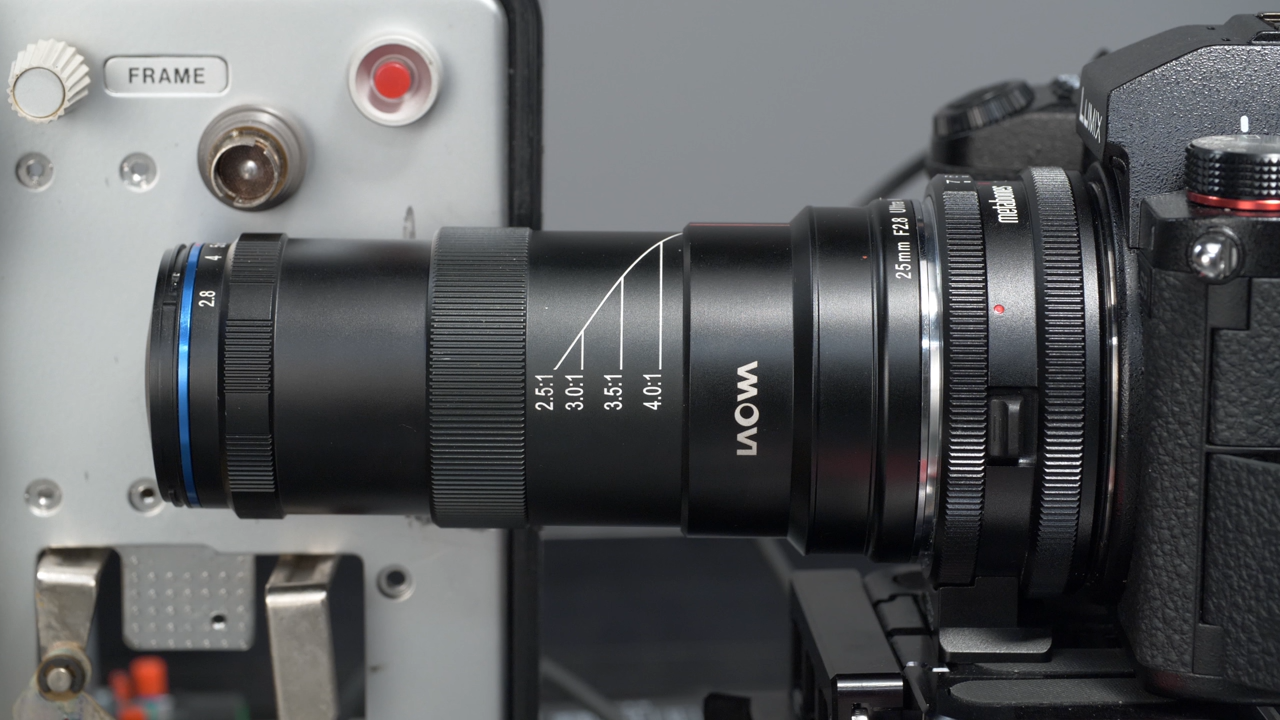 FRAME
2.8
4
2.5:1
3.0:1
3.5:1
4.0:1
LAOWA
25mm F2.8 Ultra
metabones
LUMIX